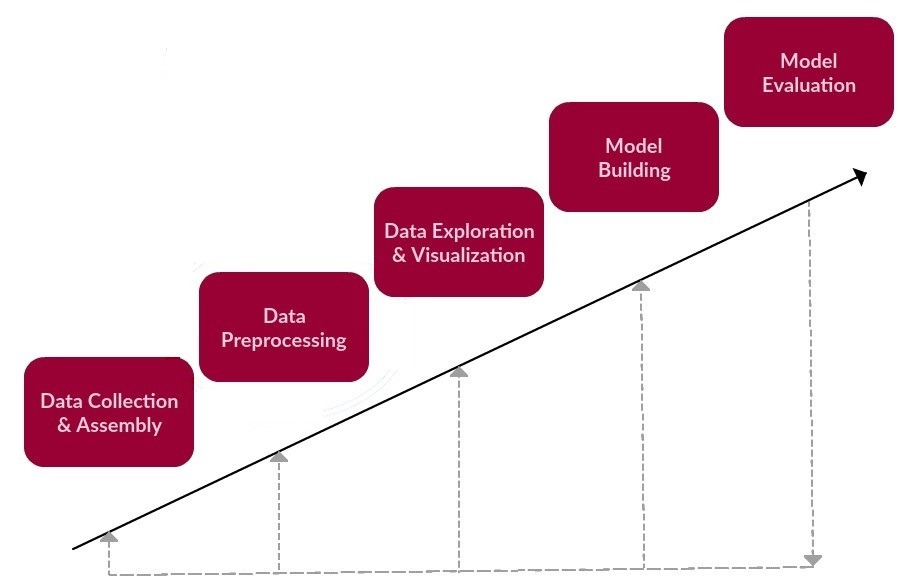 Model
Evaluation
Model
Building
Data Exploration
& Visualization
Data
Preprocessing
Data Collection
& Assembly